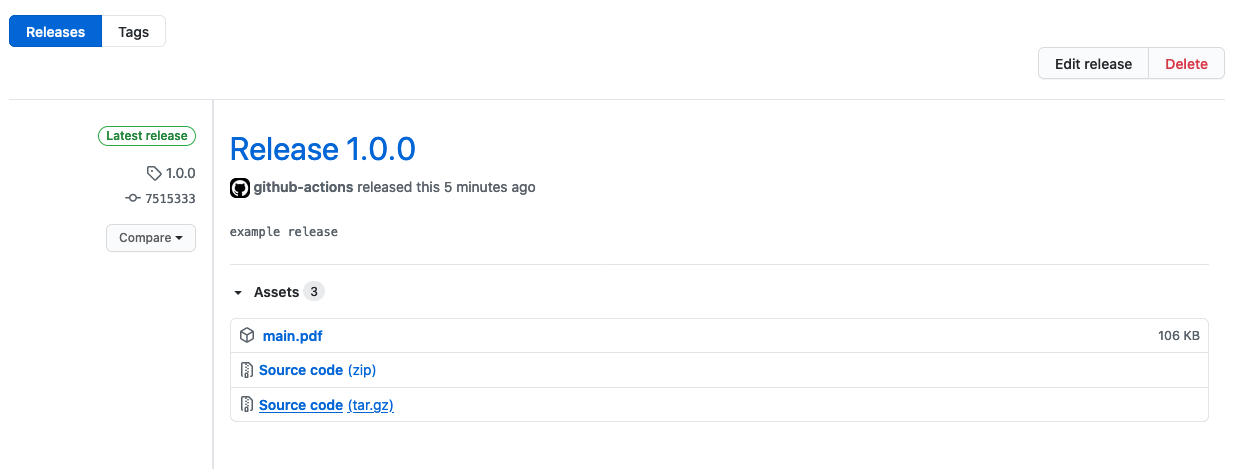 Releases Tags
Edit release Delete
Latest release
1.0.0
7515333
Compare
Release 1.0.0
github-actions released this 5 minutes ago
example release
Assets 3
main.pdf 106 KB
Source code (zip)
Source code (tar.gz)